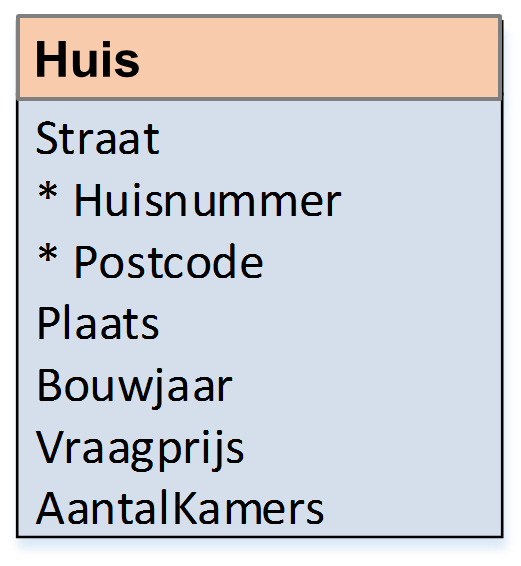 Huis
Straat
* Huisnummer
* Postcode
Plaats
Bouwjaar
Vraagprijs
AantalKamers